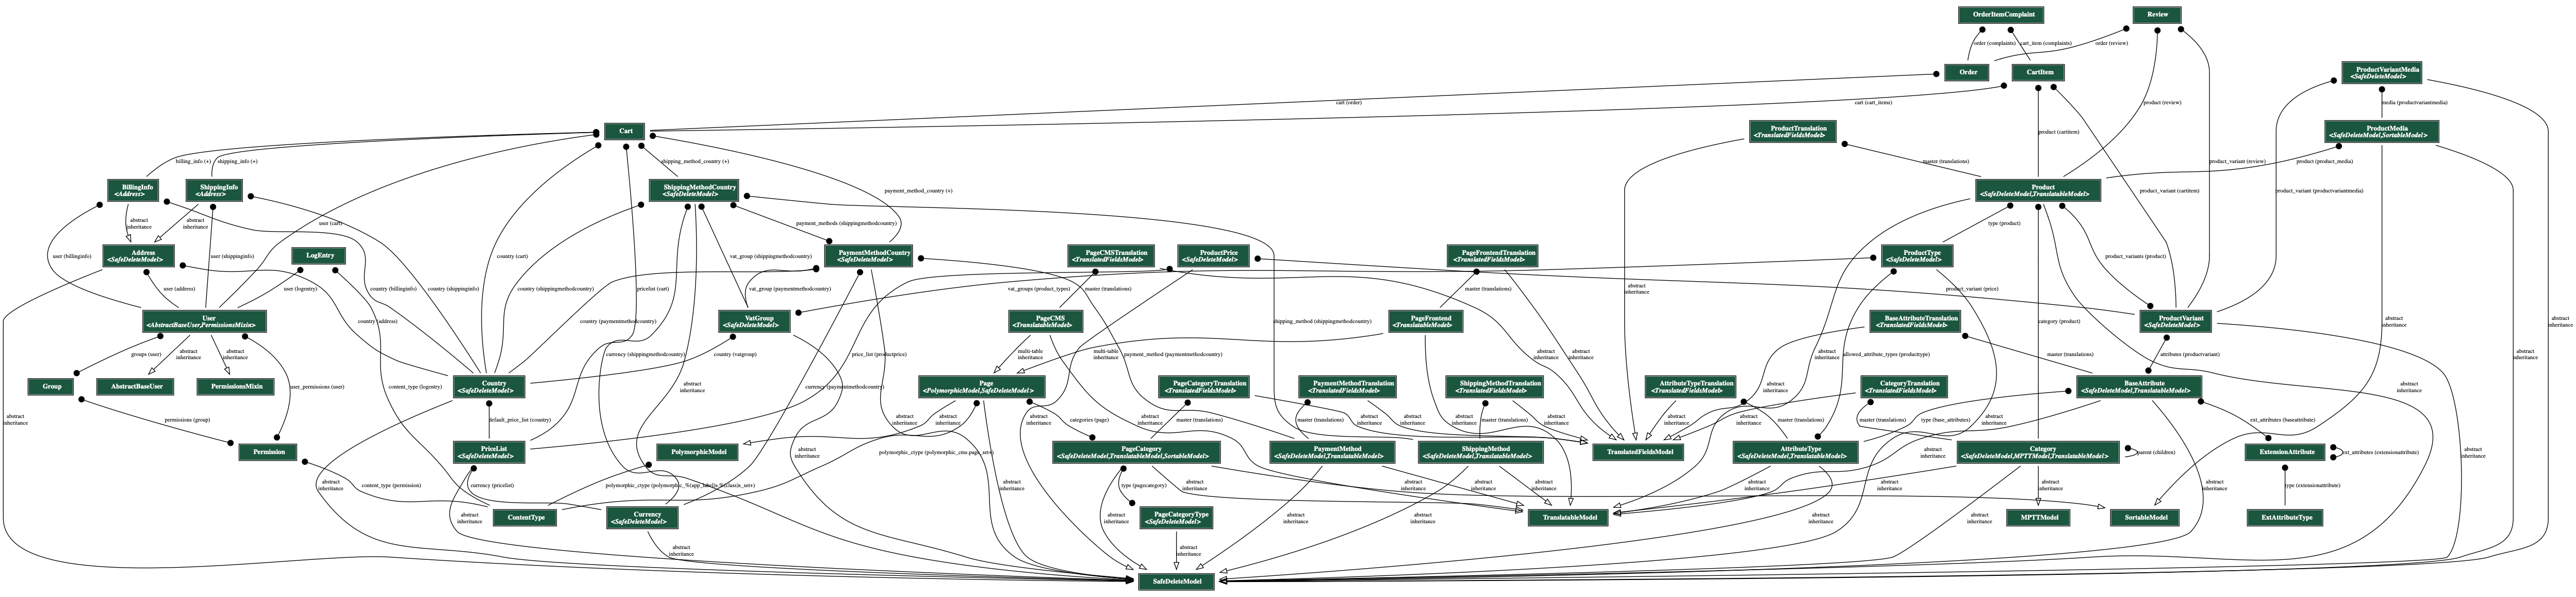 OrderItemComplaint
Review
order (complaints)
cart_item (complaints)
order (review)
Order
CartItem
ProductVariantMedia
<SafeDeleteModel>
cart (order)
cart (cart_items)
product (review)
media (productvariantmedia)
Cart
ProductTranslation
<TranslatedFieldsModel>
product (cartitem)
ProductMedia
<SafeDeleteModel,SortableModel>
billing_info (+)
shipping_info (+)
shipping_method_country (+)
master (translations)
product_variant (review)
product (product_media)
BillingInfo
<Address>
ShippingInfo
<Address>
ShippingMethodCountry
<SafeDeleteModel>
payment_method_country (+)
Product
<SafeDeleteModel,TranslatableModel>
product_variant (cartitem)
product_variant (productvariantmedia)
abstract
inheritance
abstract
inheritance
user (cart)
payment_methods (shippingmethodcountry)
type (product)
Address
<SafeDeleteModel>
LogEntry
user (billinginfo)
user (shippinginfo)
country (cart)
vat_group (shippingmethodcountry)
PaymentMethodCountry
<SafeDeleteModel>
PageCMSTranslation
<TranslatedFieldsModel>
ProductPrice
<SafeDeleteModel>
PageFrontendTranslation
<TranslatedFieldsModel>
ProductType
<SafeDeleteModel>
product_variants (product)
user (address)
user (logentry)
country (billinginfo)
country (shippinginfo)
country (shippingmethodcountry)
pricelist (cart)
vat_group (paymentmethodcountry)
vat_groups (product_types)
master (translations)
master (translations)
abstract
inheritance
product_variant (price)
User
<AbstractBaseUser,PermissionsMixin>
country (address)
country (paymentmethodcountry)
VatGroup
<SafeDeleteModel>
PageCMS
<TranslatableModel>
shipping_method (shippingmethodcountry)
PageFrontend
<TranslatableModel>
BaseAttributeTranslation
<TranslatedFieldsModel>
category (product)
ProductVariant
<SafeDeleteModel>
abstract
inheritance
abstract
inheritance
groups (user)
abstract
inheritance
abstract
inheritance
currency (shippingmethodcountry)
country (vatgroup)
price_list (productprice)
multi-table
inheritance
multi-table
inheritance
payment_method (paymentmethodcountry)
abstract
inheritance
abstract
inheritance
abstract
inheritance
allowed_attribute_types (producttype)
master (translations)
attributes (productvariant)
abstract
inheritance
Group
AbstractBaseUser
PermissionsMixin
user_permissions (user)
content_type (logentry)
Country
<SafeDeleteModel>
abstract
inheritance
currency (paymentmethodcountry)
Page
<PolymorphicModel,SafeDeleteModel>
PageCategoryTranslation
<TranslatedFieldsModel>
PaymentMethodTranslation
<TranslatedFieldsModel>
ShippingMethodTranslation
<TranslatedFieldsModel>
AttributeTypeTranslation
<TranslatedFieldsModel>
abstract
inheritance
CategoryTranslation
<TranslatedFieldsModel>
BaseAttribute
<SafeDeleteModel,TranslatableModel>
abstract
inheritance
abstract
inheritance
permissions (group)
default_price_list (country)
abstract
inheritance
abstract
inheritance
abstract
inheritance
categories (page)
master (translations)
abstract
inheritance
abstract
inheritance
master (translations)
abstract
inheritance
master (translations)
abstract
inheritance
abstract
inheritance
master (translations)
master (translations)
type (base_attributes)
abstract
inheritance
ext_attributes (baseattribute)
Permission
PriceList
<SafeDeleteModel>
PolymorphicModel
polymorphic_ctype (polymorphic_cms.page_set+)
abstract
inheritance
PageCategory
<SafeDeleteModel,TranslatableModel,SortableModel>
PaymentMethod
<SafeDeleteModel,TranslatableModel>
ShippingMethod
<SafeDeleteModel,TranslatableModel>
TranslatedFieldsModel
AttributeType
<SafeDeleteModel,TranslatableModel>
Category
<SafeDeleteModel,MPTTModel,TranslatableModel>
parent (children)
ExtensionAttribute
ext_attributes (extensionattribute)
abstract
inheritance
abstract
inheritance
content_type (permission)
currency (pricelist)
polymorphic_ctype (polymorphic_%(app_label)s.%(class)s_set+)
abstract
inheritance
type (pagecategory)
abstract
inheritance
abstract
inheritance
abstract
inheritance
abstract
inheritance
abstract
inheritance
abstract
inheritance
abstract
inheritance
type (extensionattribute)
ContentType
Currency
<SafeDeleteModel>
PageCategoryType
<SafeDeleteModel>
TranslatableModel
MPTTModel
SortableModel
ExtAttributeType
abstract
inheritance
abstract
inheritance
abstract
inheritance
abstract
inheritance
abstract
inheritance
abstract
inheritance
abstract
inheritance
abstract
inheritance
SafeDeleteModel